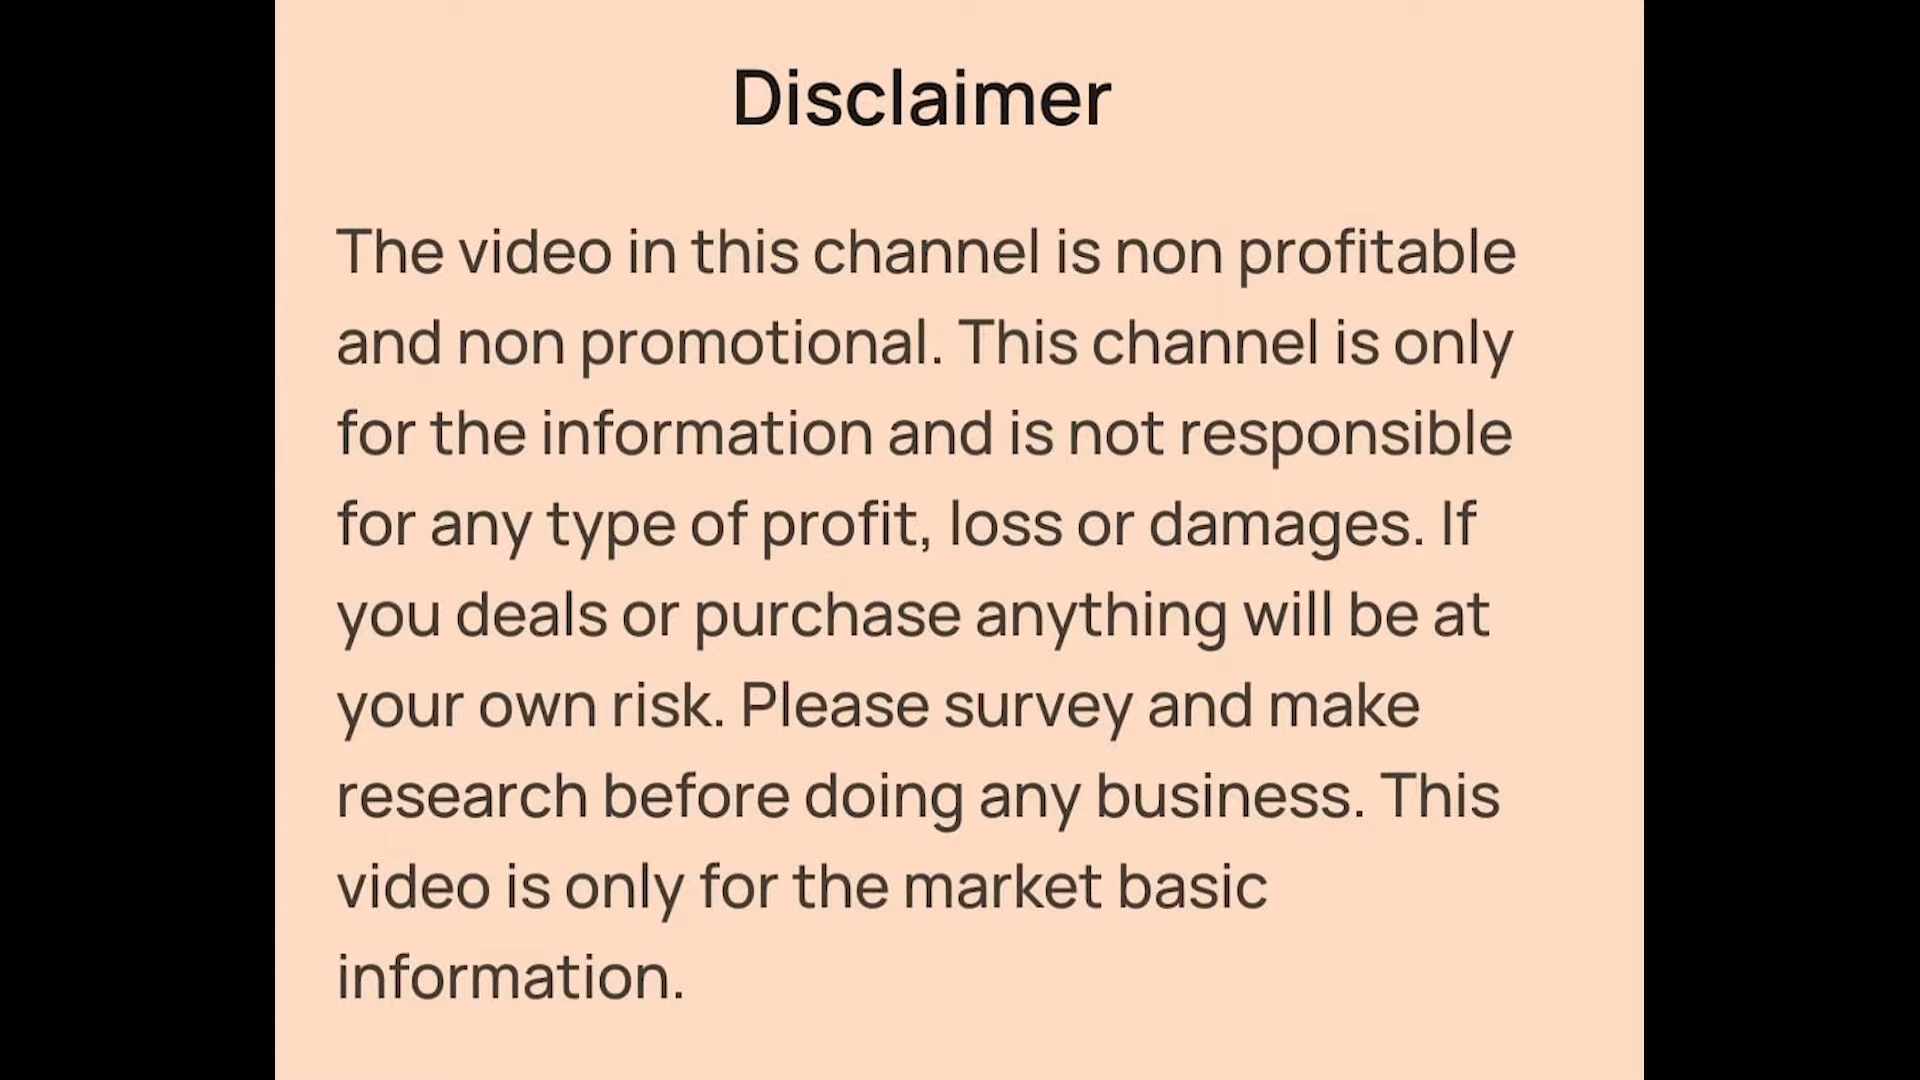 Disclaimer
The video in this channel is non profitable
and non promotional. This channel is only
for the information and is not responsible
for any type of profit, loss or damages. If
you deals or purchase anything will be at
your own risk. Please survey and make
research before doing any business. This
video is only for the market basic
information.